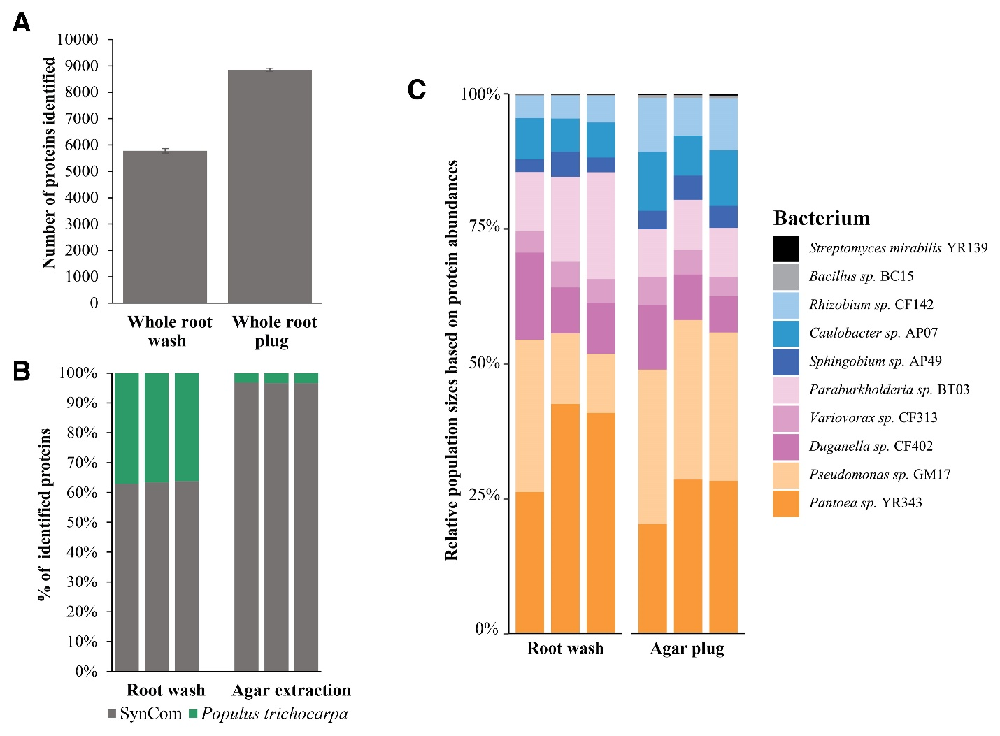 A
Number of proteins identified
10000
9000
8000
7000
6000
5000
4000
3000
2000
1000
0
Whole root
wash
Whole root
plug
B
% of identified proteins
100%
90%
80%
70%
60%
50%
40%
30%
20%
10%
0%
Root wash
Agar extraction
SynCom
Populus trichocarpa
C
Relative population sizes based on protein abundances
100%
75%
50%
25%
0%
Root wash
Agar plug
Bacterium
Streptomyces mirabilis YR139
Bacillus sp. BC15
Rhizobium sp. CF142
Caulobacter sp. AP07
Sphingobium sp. AP49
Paraburkholderia sp. BT03
Variovorax sp. CF313
Duganella sp. CF402
Pseudomonas sp. GM17
Pantoea sp. YR343